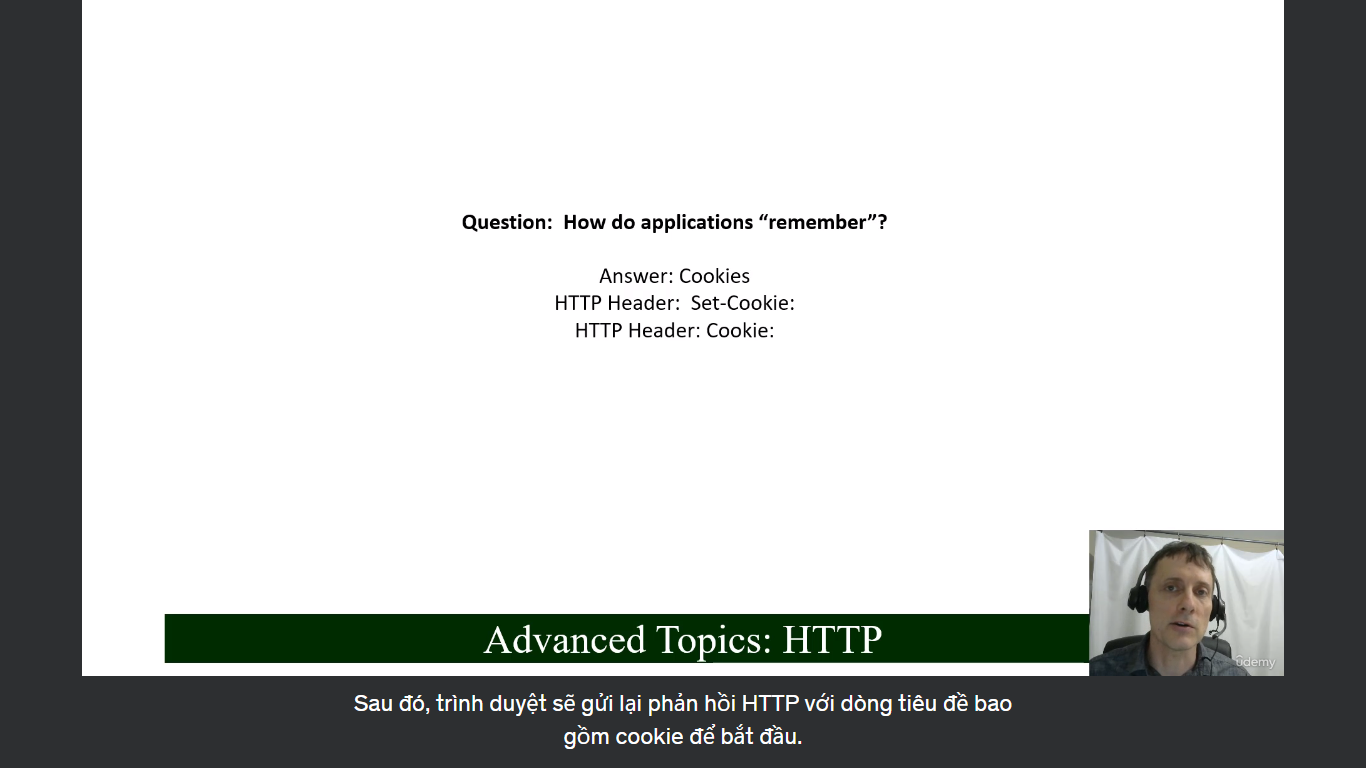 Question: How do applications “remember”?
Answer: Cookies
HTTP Header: Set-Cookie:
HTTP Header: Cookie:
Advanced Topics: HTTP
ûdemy
Sau đó, trình duyệt sẽ gửi lại phản hồi HTTP với dòng tiêu đề bao
gồm cookie để bắt đầu.